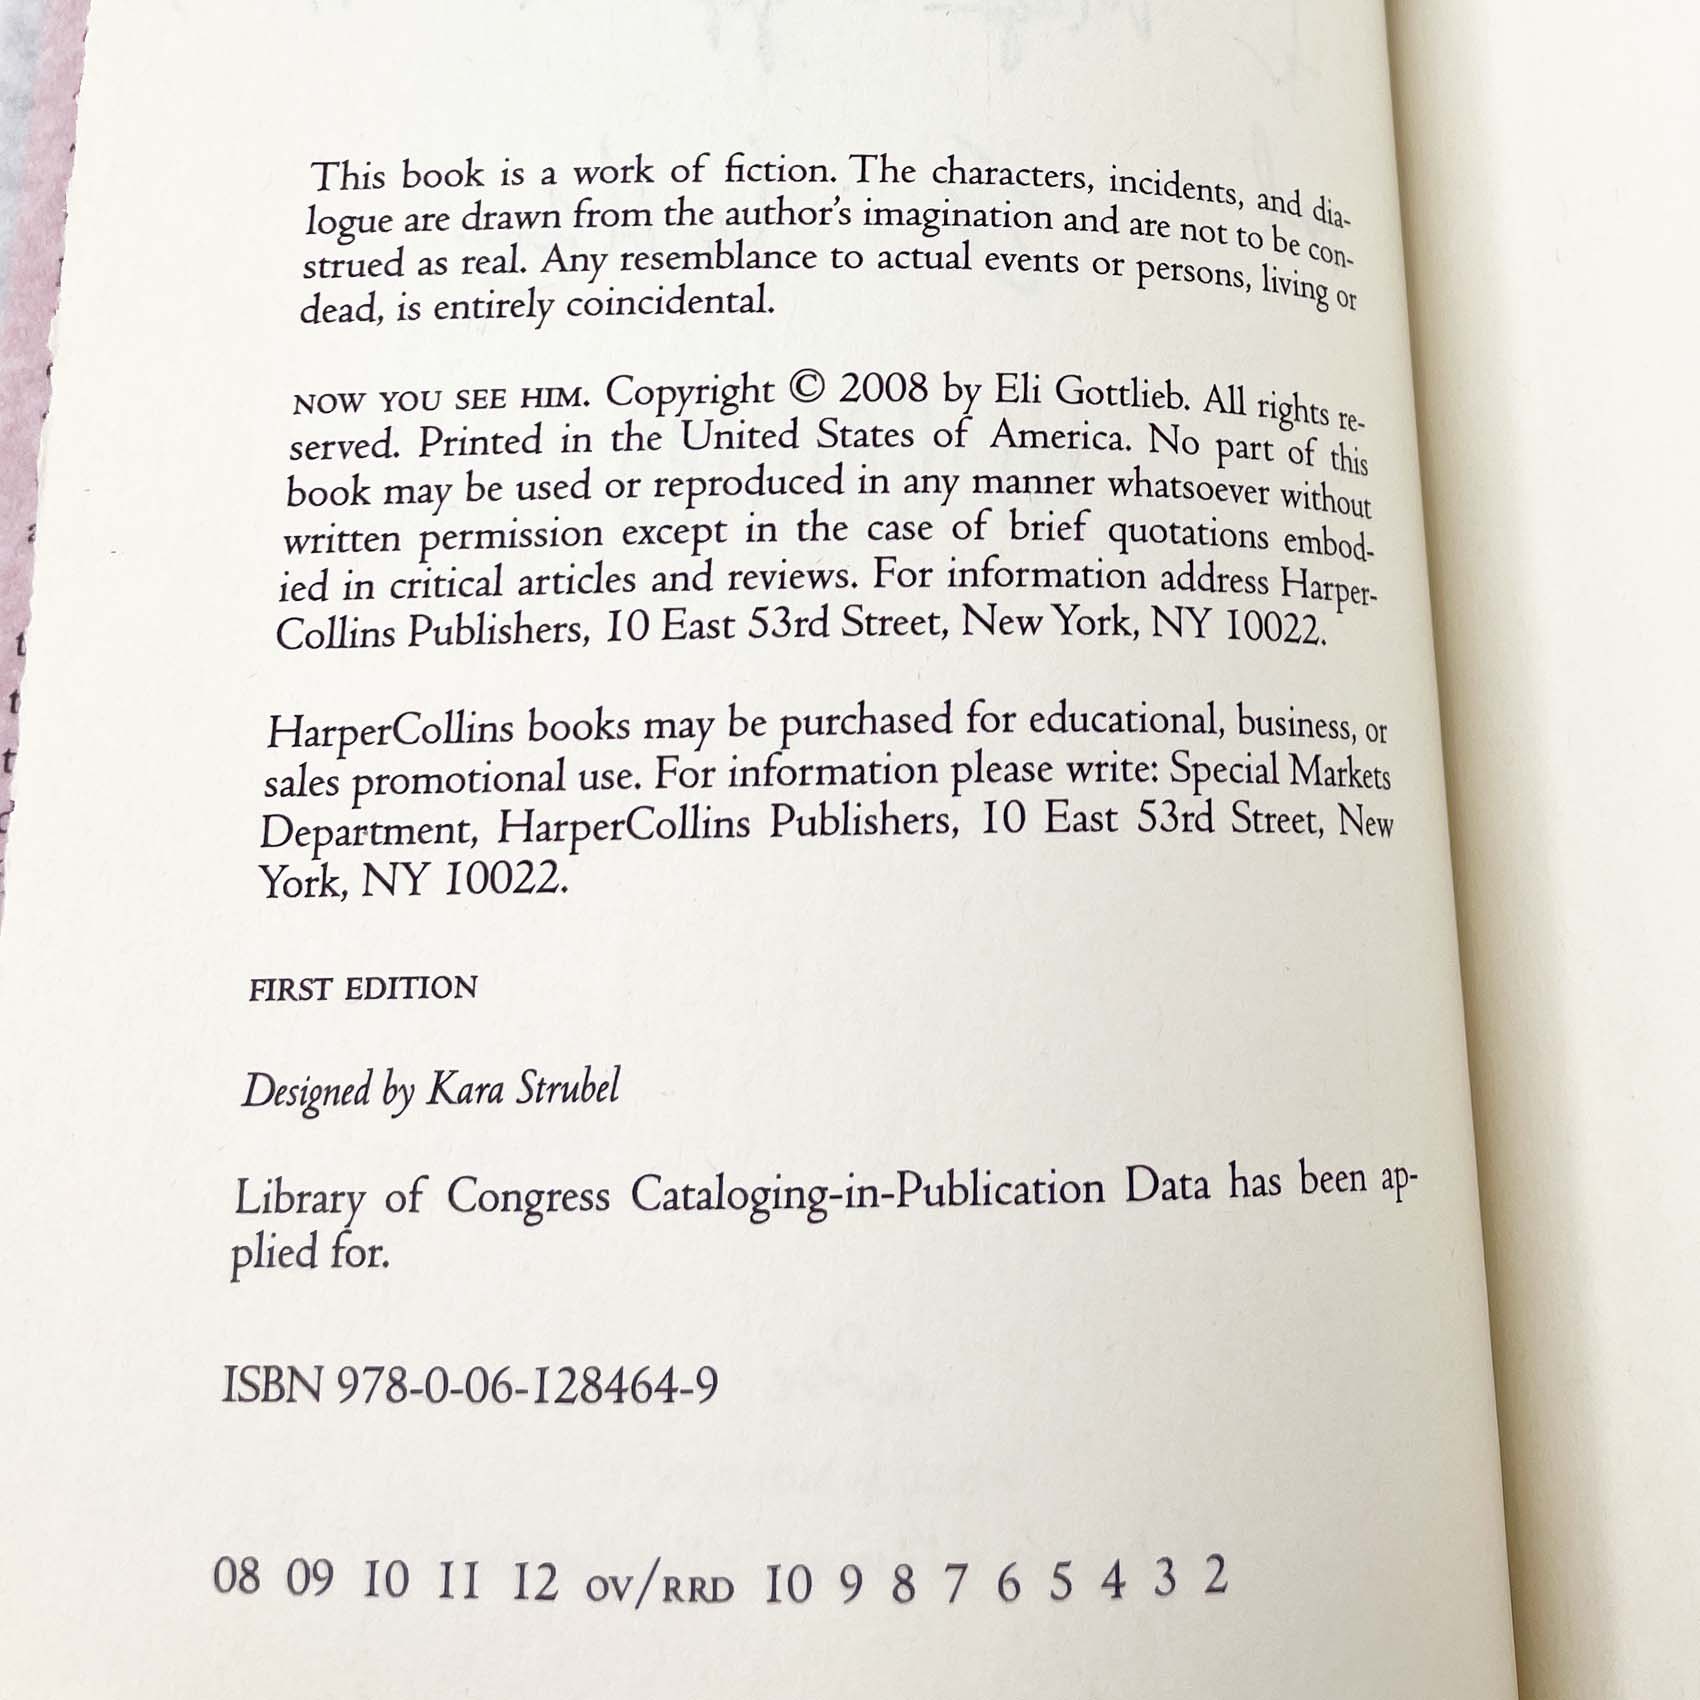 This book is a work of fiction. The characters, incidents, and dia-
logue are drawn from the author's imagination and are not to be con-
strued as real. Any resemblance to actual events or persons, living or
dead, is entirely coincidental.
NOW YOU SEE HIM. Copyright © 2008 by Eli Gottlieb. All rights re-
served. Printed in the United States of America. No part of this
book may be used or reproduced in any manner whatsoever without
written permission except in the case of brief quotations embod-
ied in critical articles and reviews. For information address Harper-
Collins Publishers, 10 East 53rd Street, New York, NY 10022.
HarperCollins books may be purchased for educational, business, or
sales promotional use. For information please write: Special Markets
Department, HarperCollins Publishers, 10 East 53rd Street, New
York, NY 10022.
FIRST EDITION
Designed by Kara Strubel
Library of Congress Cataloging-in-Publication Data has been ap-
plied for.
ISBN 978-0-06-128464-9
08 09 10 11 12 OV/RRD 10 9 8 7 6 5 4 3 2